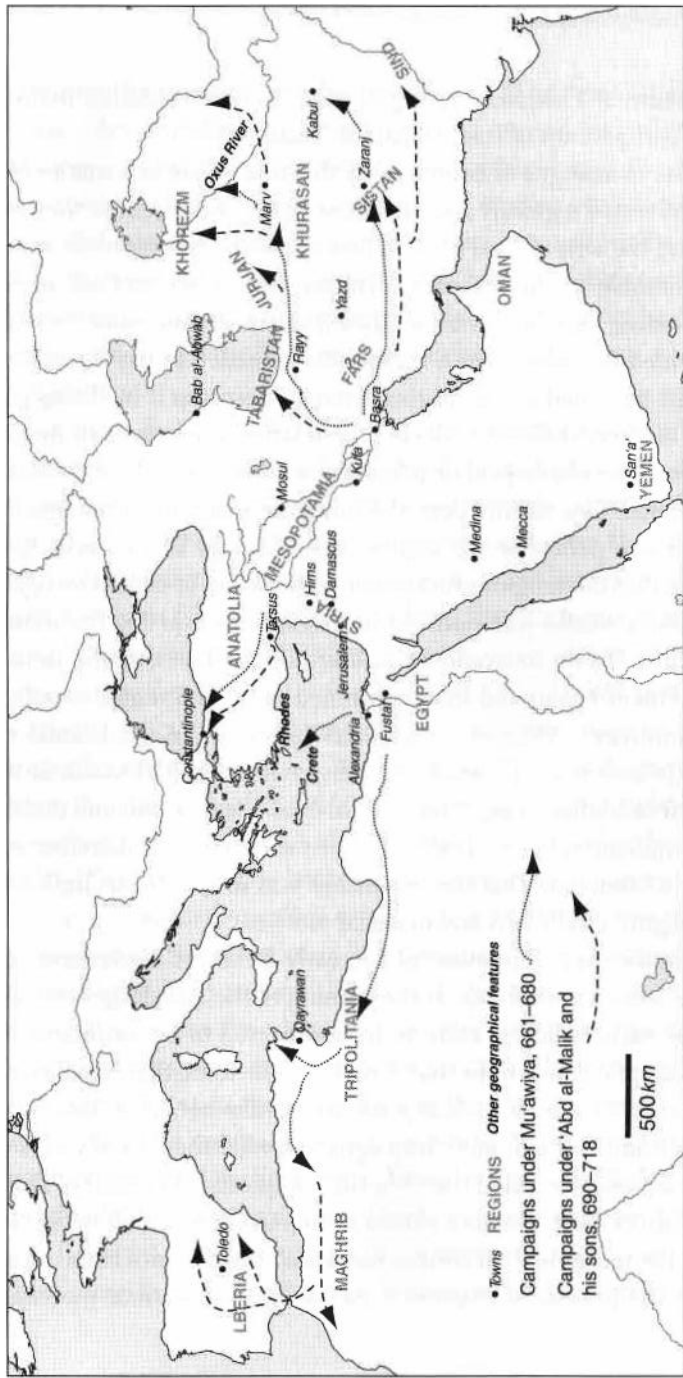 KHOREZM
Oxus River
Bab al-Abwab
JURJAN
Marv
KHURASAN
Kabul
SIND
TABARISTAN
Rayy
Yazd
Zaranj
SISTAN
FARS
Constantinople
ANATOLIA
Tarsus
Mosul
MESOPOTAMIA
Rhodes
Crete
SYRIA
Hims
Damascus
Jerusalem
Kufa
Basra
Alexandria
Fustat
EGYPT
OMAN
Medina
Mecca
San'a
YEMEN
Toledo
LBERIA
Qayrawan
MAGHRIB
TRIPOLITANIA
•Towns REGIONS Other geographical features
Campaigns under Mu'awiya, 661–680
Campaigns under 'Abd al-Malik and
his sons, 690–718
500 km